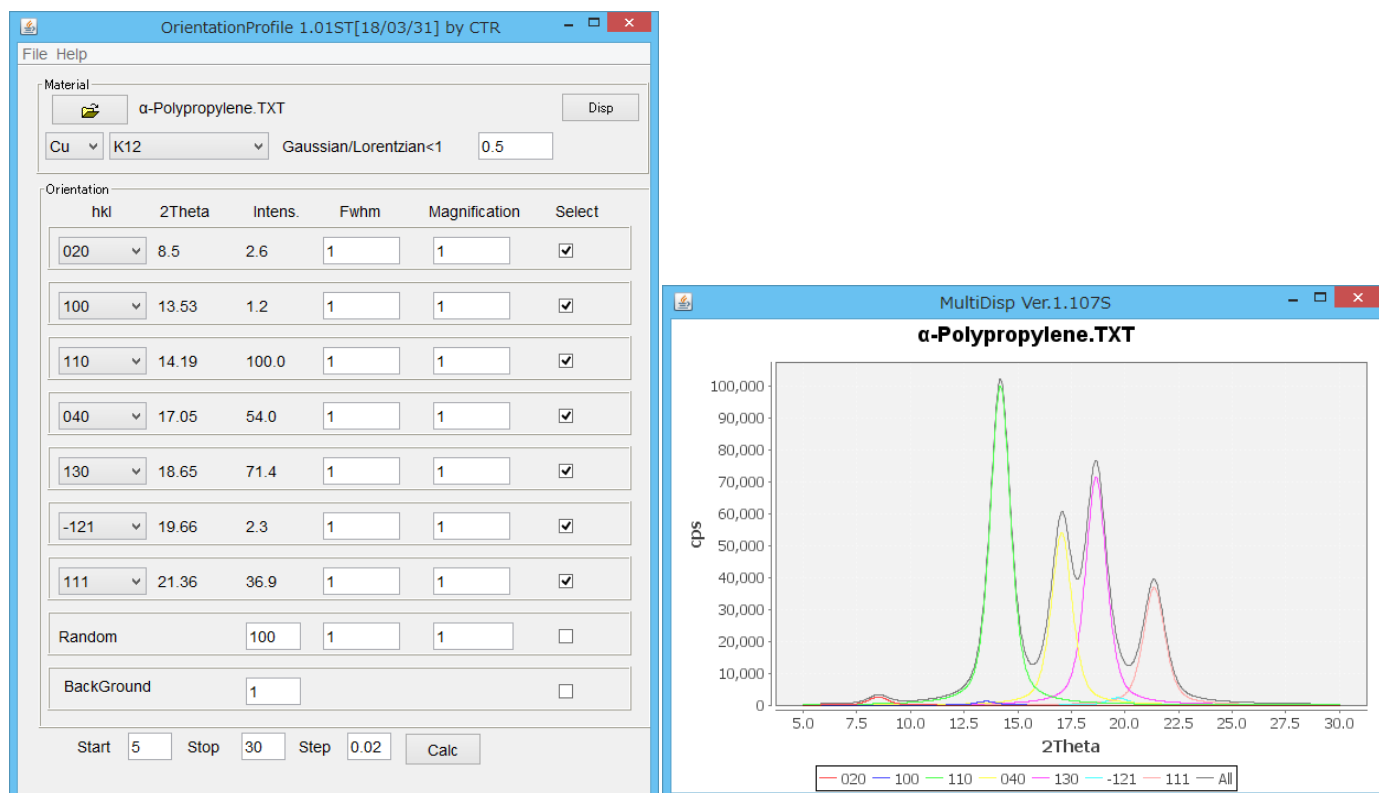 OrientationProfile 1.01ST[18/03/31] by CTR
File Help
Material
α-Polypropylene.TXT
Disp
Cu K12 Gaussian/Lorentzian<1 0.5
Orientation
hkl 2Theta Intens. Fwhm Magnification Select
020 8.5 2.6 1 1
100 13.53 1.2 1 1
110 14.19 100.0 1 1
040 17.05 54.0 1 1
130 18.65 71.4 1 1
-121 19.66 2.3 1 1
111 21.36 36.9 1 1
Random 100 1 1
BackGround 1
Start 5 Stop 30 Step 0.02 Calc
MultiDisp Ver.1.107S
α-Polypropylene.TXT
100,000
90,000
80,000
70,000
60,000
50,000
40,000
30,000
20,000
10,000
0
cps
5.0 7.5 10.0 12.5 15.0 17.5 20.0 22.5 25.0 27.5 30.0
2Theta
020 100 110 040 130 -121 111 All